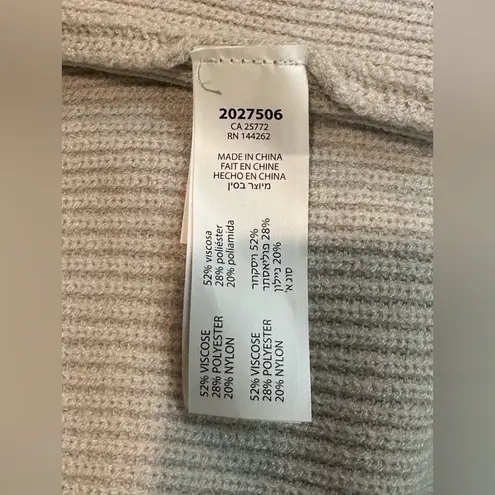 2027506
CA 25772
RN 144262
MADE IN CHINA
FAIT EN CHINE
HECHO EN CHINA
מיוצר בסין
52% viscosa
28% poliéster
20% poliamida
52% ויסקוזה
28% פוליאסטר
20% ניילון
סוג א'
52% VISCOSE
28% POLYESTER
20% NYLON
52% VISCOSE
28% POLYESTER
20% NYLON